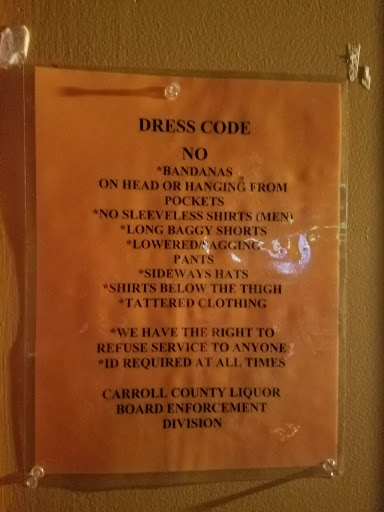 DRESS CODE
NO
*BANDANAS
ON HEAD OR HANGING FROM
POCKETS
*NO SLEEVELESS SHIRTS (MEN)
*LONG BAGGY SHORTS
*LOWERED/SAGGING
PANTS
*SIDEWAYS HATS
*SHIRTS BELOW THE THIGH
*TATTERED CLOTHING
*WE HAVE THE RIGHT TO
REFUSE SERVICE TO ANYONE
*ID REQUIRED AT ALL TIMES
CARROLL COUNTY LIQUOR
BOARD ENFORCEMENT
DIVISION